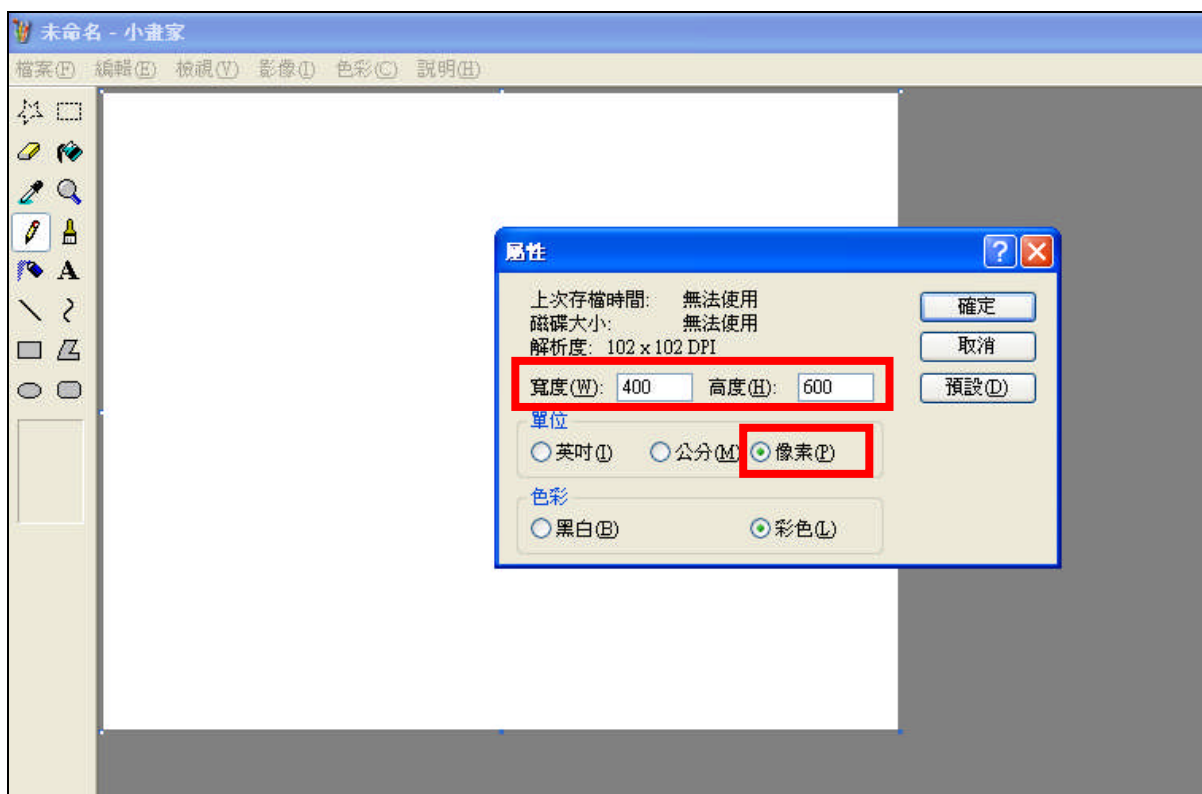 未命名 - 小畫家
檔案(F) 編輯(E) 檢視(V) 影像(I) 色彩(C) 說明(H)
A
屬性
上次存檔時間: 無法使用
磁碟大小: 無法使用
解析度: 102 x 102 DPI
寬度(W): 400 高度(H): 600
單位
英吋(I) 公分(M) 像素(P)
色彩
黑白(B) 彩色(L)
確定
取消
預設(D)